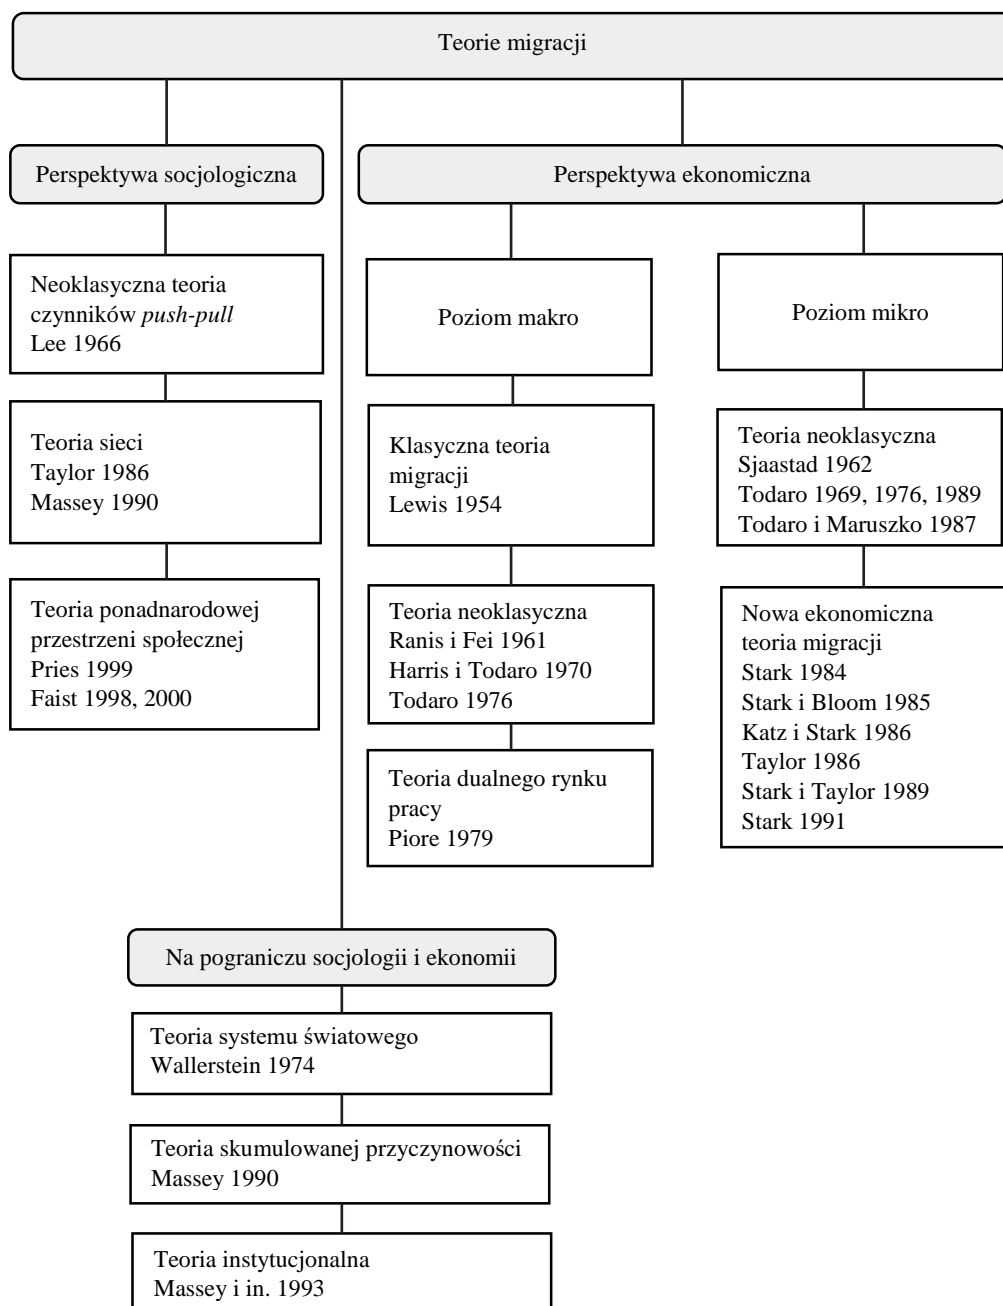 Teorie migracji
Perspektywa socjologiczna
Perspektywa ekonomiczna
Neoklasyczna teoria
czynników push-pull
Lee 1966
Teoria sieci
Taylor 1986
Massey 1990
Teoria ponadnarodowej
przestrzeni społecznej
Pries 1999
Faist 1998, 2000
Poziom makro
Klasyczna teoria
migracji
Lewis 1954
Teoria neoklasyczna
Ranis i Fei 1961
Harris i Todaro 1970
Todaro 1976
Teoria dualnego rynku
pracy
Piore 1979
Poziom mikro
Teoria neoklasyczna
Sjaastad 1962
Todaro 1969, 1976, 1989
Todaro i Maruszko 1987
Nowa ekonomiczna
teoria migracji
Stark 1984
Stark i Bloom 1985
Katz i Stark 1986
Taylor 1986
Stark i Taylor 1989
Stark 1991
Na pograniczu socjologii i ekonomii
Teoria systemu światowego
Wallerstein 1974
Teoria skumulowanej przyczynowości
Massey 1990
Teoria instytucjonalna
Massey i in. 1993